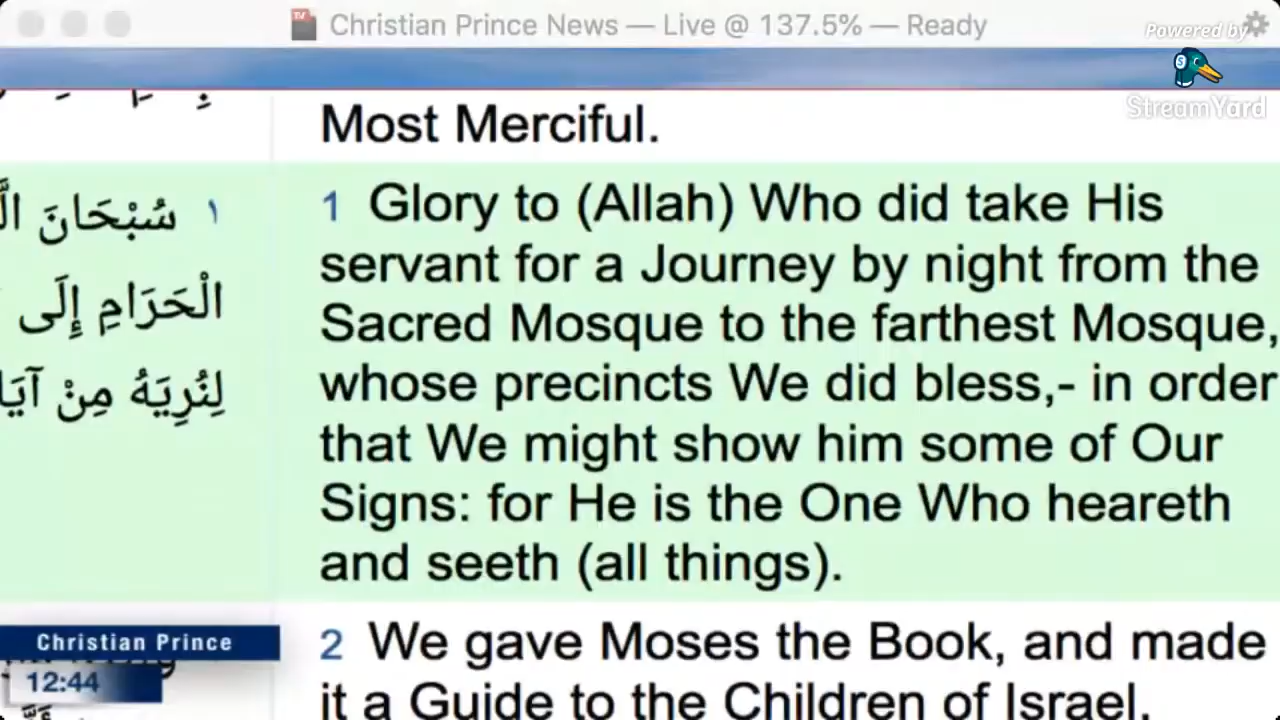 Christian Prince News — Live @ 137.5% — Ready
Powered by
StreamYard
Most Merciful.
1 Glory to (Allah) Who did take His
servant for a Journey by night from the
Sacred Mosque to the farthest Mosque,
whose precincts We did bless,- in order
that We might show him some of Our
Signs: for He is the One Who heareth
and seeth (all things).
2 We gave Moses the Book, and made
it a Guide to the Children of Israel,
١ سُبْحَانَ
الْحَرَامِ إِلَى
لِنُرِيَهُ مِنْ
Christian Prince
12:44